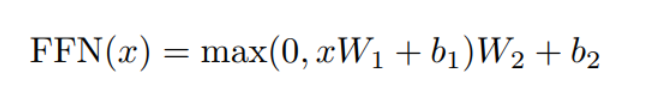 FFN(x) = max(0, xW₁ + b₁)W₂ + b₂